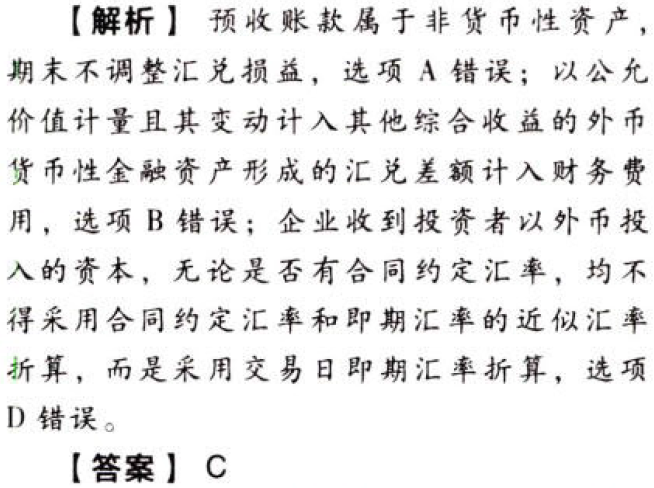 【解析】 预收账款属于非货币性资产，
期末不调整汇兑损益，选项 A 错误；以公允
价值计量且其变动计入其他综合收益的外币
货币性金融资产形成的汇兑差额计入财务费
用，选项 B 错误；企业收到投资者以外币投
入的资本，无论是否有合同约定汇率，均不
得采用合同约定汇率和即期汇率的近似汇率
折算，而是采用交易日即期汇率折算，选项
D 错误。
【答案】 C